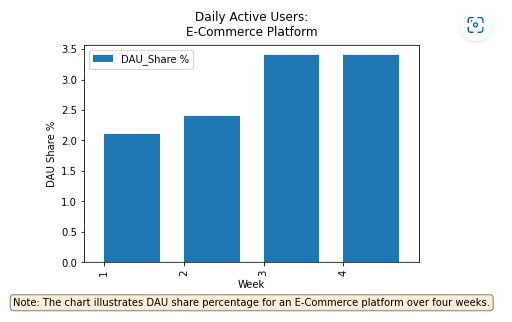 Daily Active Users:
E-Commerce Platform
DAU_Share %
3.5
3.0
2.5
2.0
1.5
1.0
0.5
0.0
DAU Share %
1
2
3
4
Week
Note: The chart illustrates DAU share percentage for an E-Commerce platform over four weeks.